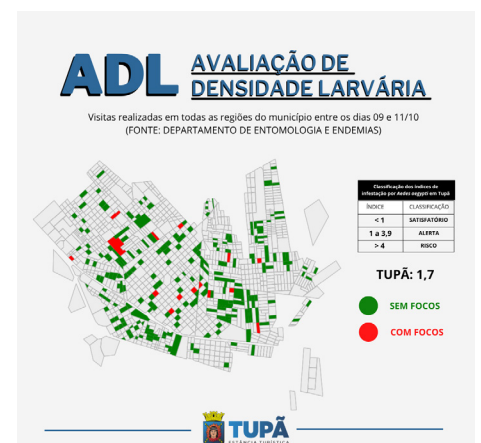 ADL AVALIAÇÃO DE
DENSIDADE LARVÁRIA
Visitas realizadas em todas as regiões do município entre os dias 09 e 11/10
(FONTE: DEPARTAMENTO DE ENTOMOLOGIA E ENDEMIAS)
Classificação dos índices de
infestação por Aedes aegypti em Tupã
ÍNDICE CLASSIFICAÇÃO
< 1 SATISFATÓRIO
1 a 3,9 ALERTA
> 4 RISCO
TUPÃ: 1,7
SEM FOCOS
COM FOCOS
TUPÃ
ESTÂNCIA TURÍSTICA